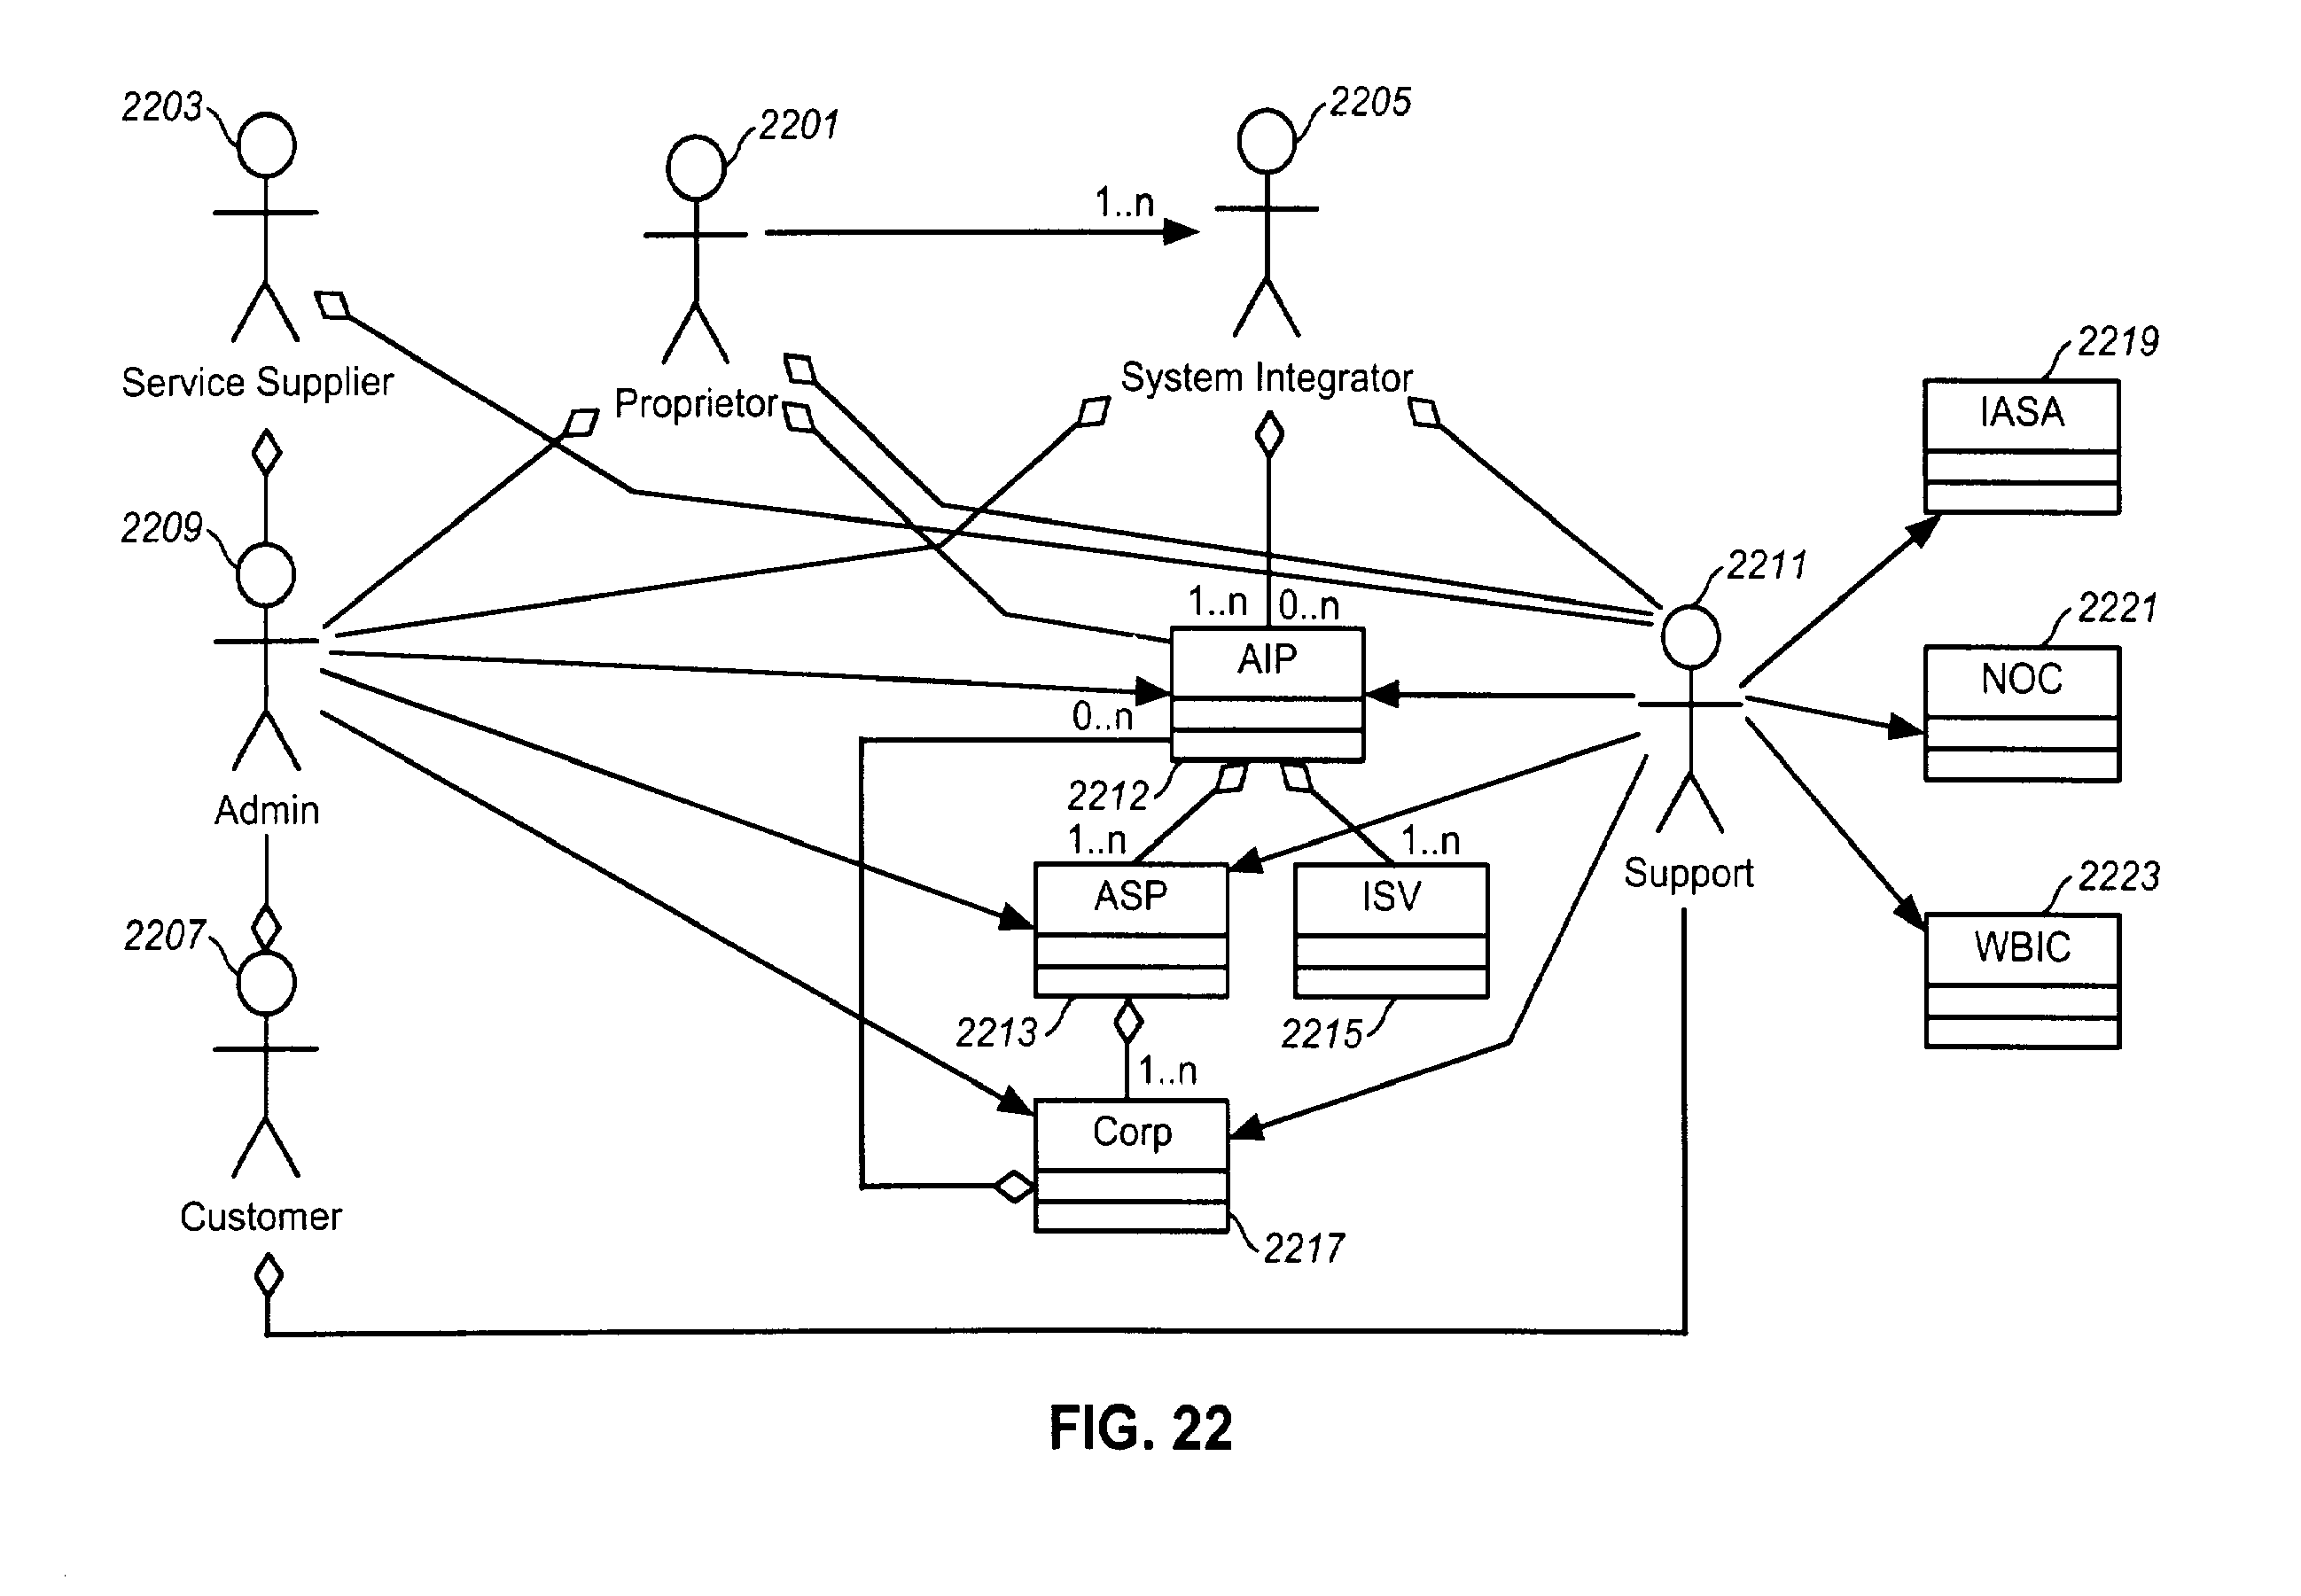 2203
2201
2205
1..n
Service Supplier
Proprietor
System Integrator
2219
IASA
2209
2211
1..n 0..n
2221
AIP
NOC
0..n
2212
Admin
1..n
1..n
Support
2223
ASP
ISV
2207
WBIC
2213
2215
1..n
Corp
Customer
2217
FIG. 22